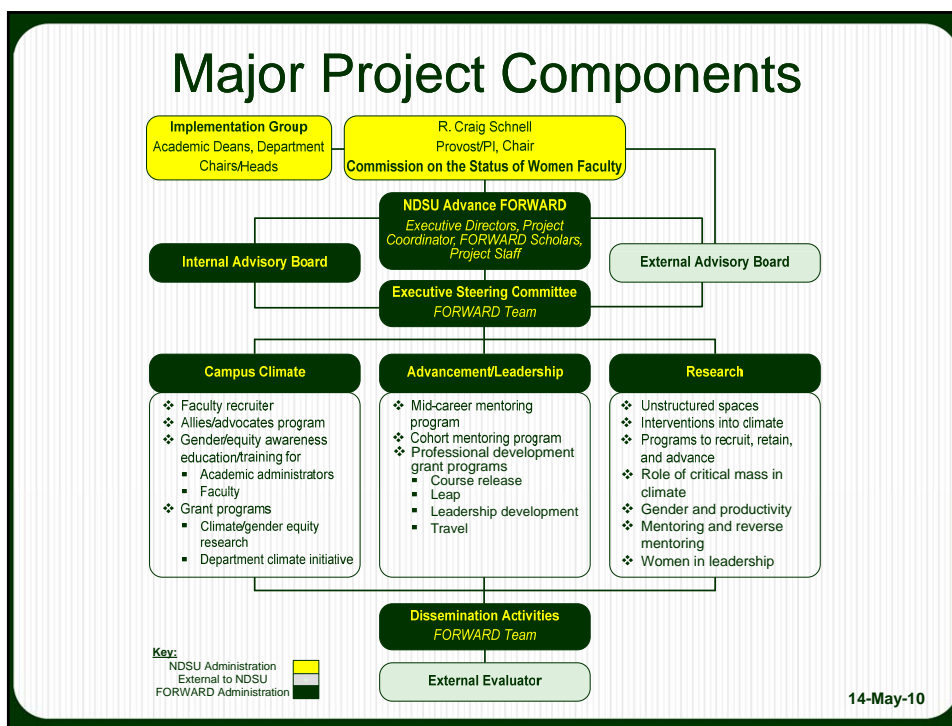 Major Project Components
Implementation Group
Academic Deans, Department
Chairs/Heads
R. Craig Schnell
Provost/PI, Chair
Commission on the Status of Women Faculty
NDSU Advance FORWARD
Executive Directors, Project
Coordinator, FORWARD Scholars,
Project Staff
Internal Advisory Board
External Advisory Board
Executive Steering Committee
FORWARD Team
Campus Climate
❖ Faculty recruiter
❖ Allies/advocates program
❖ Gender/equity awareness
education/training for
▪ Academic administrators
▪ Faculty
❖ Grant programs
▪ Climate/gender equity
research
▪ Department climate initiative
Advancement/Leadership
❖ Mid-career mentoring
program
❖ Cohort mentoring program
❖ Professional development
grant programs
▪ Course release
▪ Leap
▪ Leadership development
▪ Travel
Research
❖ Unstructured spaces
❖ Interventions into climate
❖ Programs to recruit, retain,
and advance
❖ Role of critical mass in
climate
❖ Gender and productivity
❖ Mentoring and reverse
mentoring
❖ Women in leadership
Dissemination Activities
FORWARD Team
External Evaluator
Key:
NDSU Administration
External to NDSU
FORWARD Administration
14-May-10